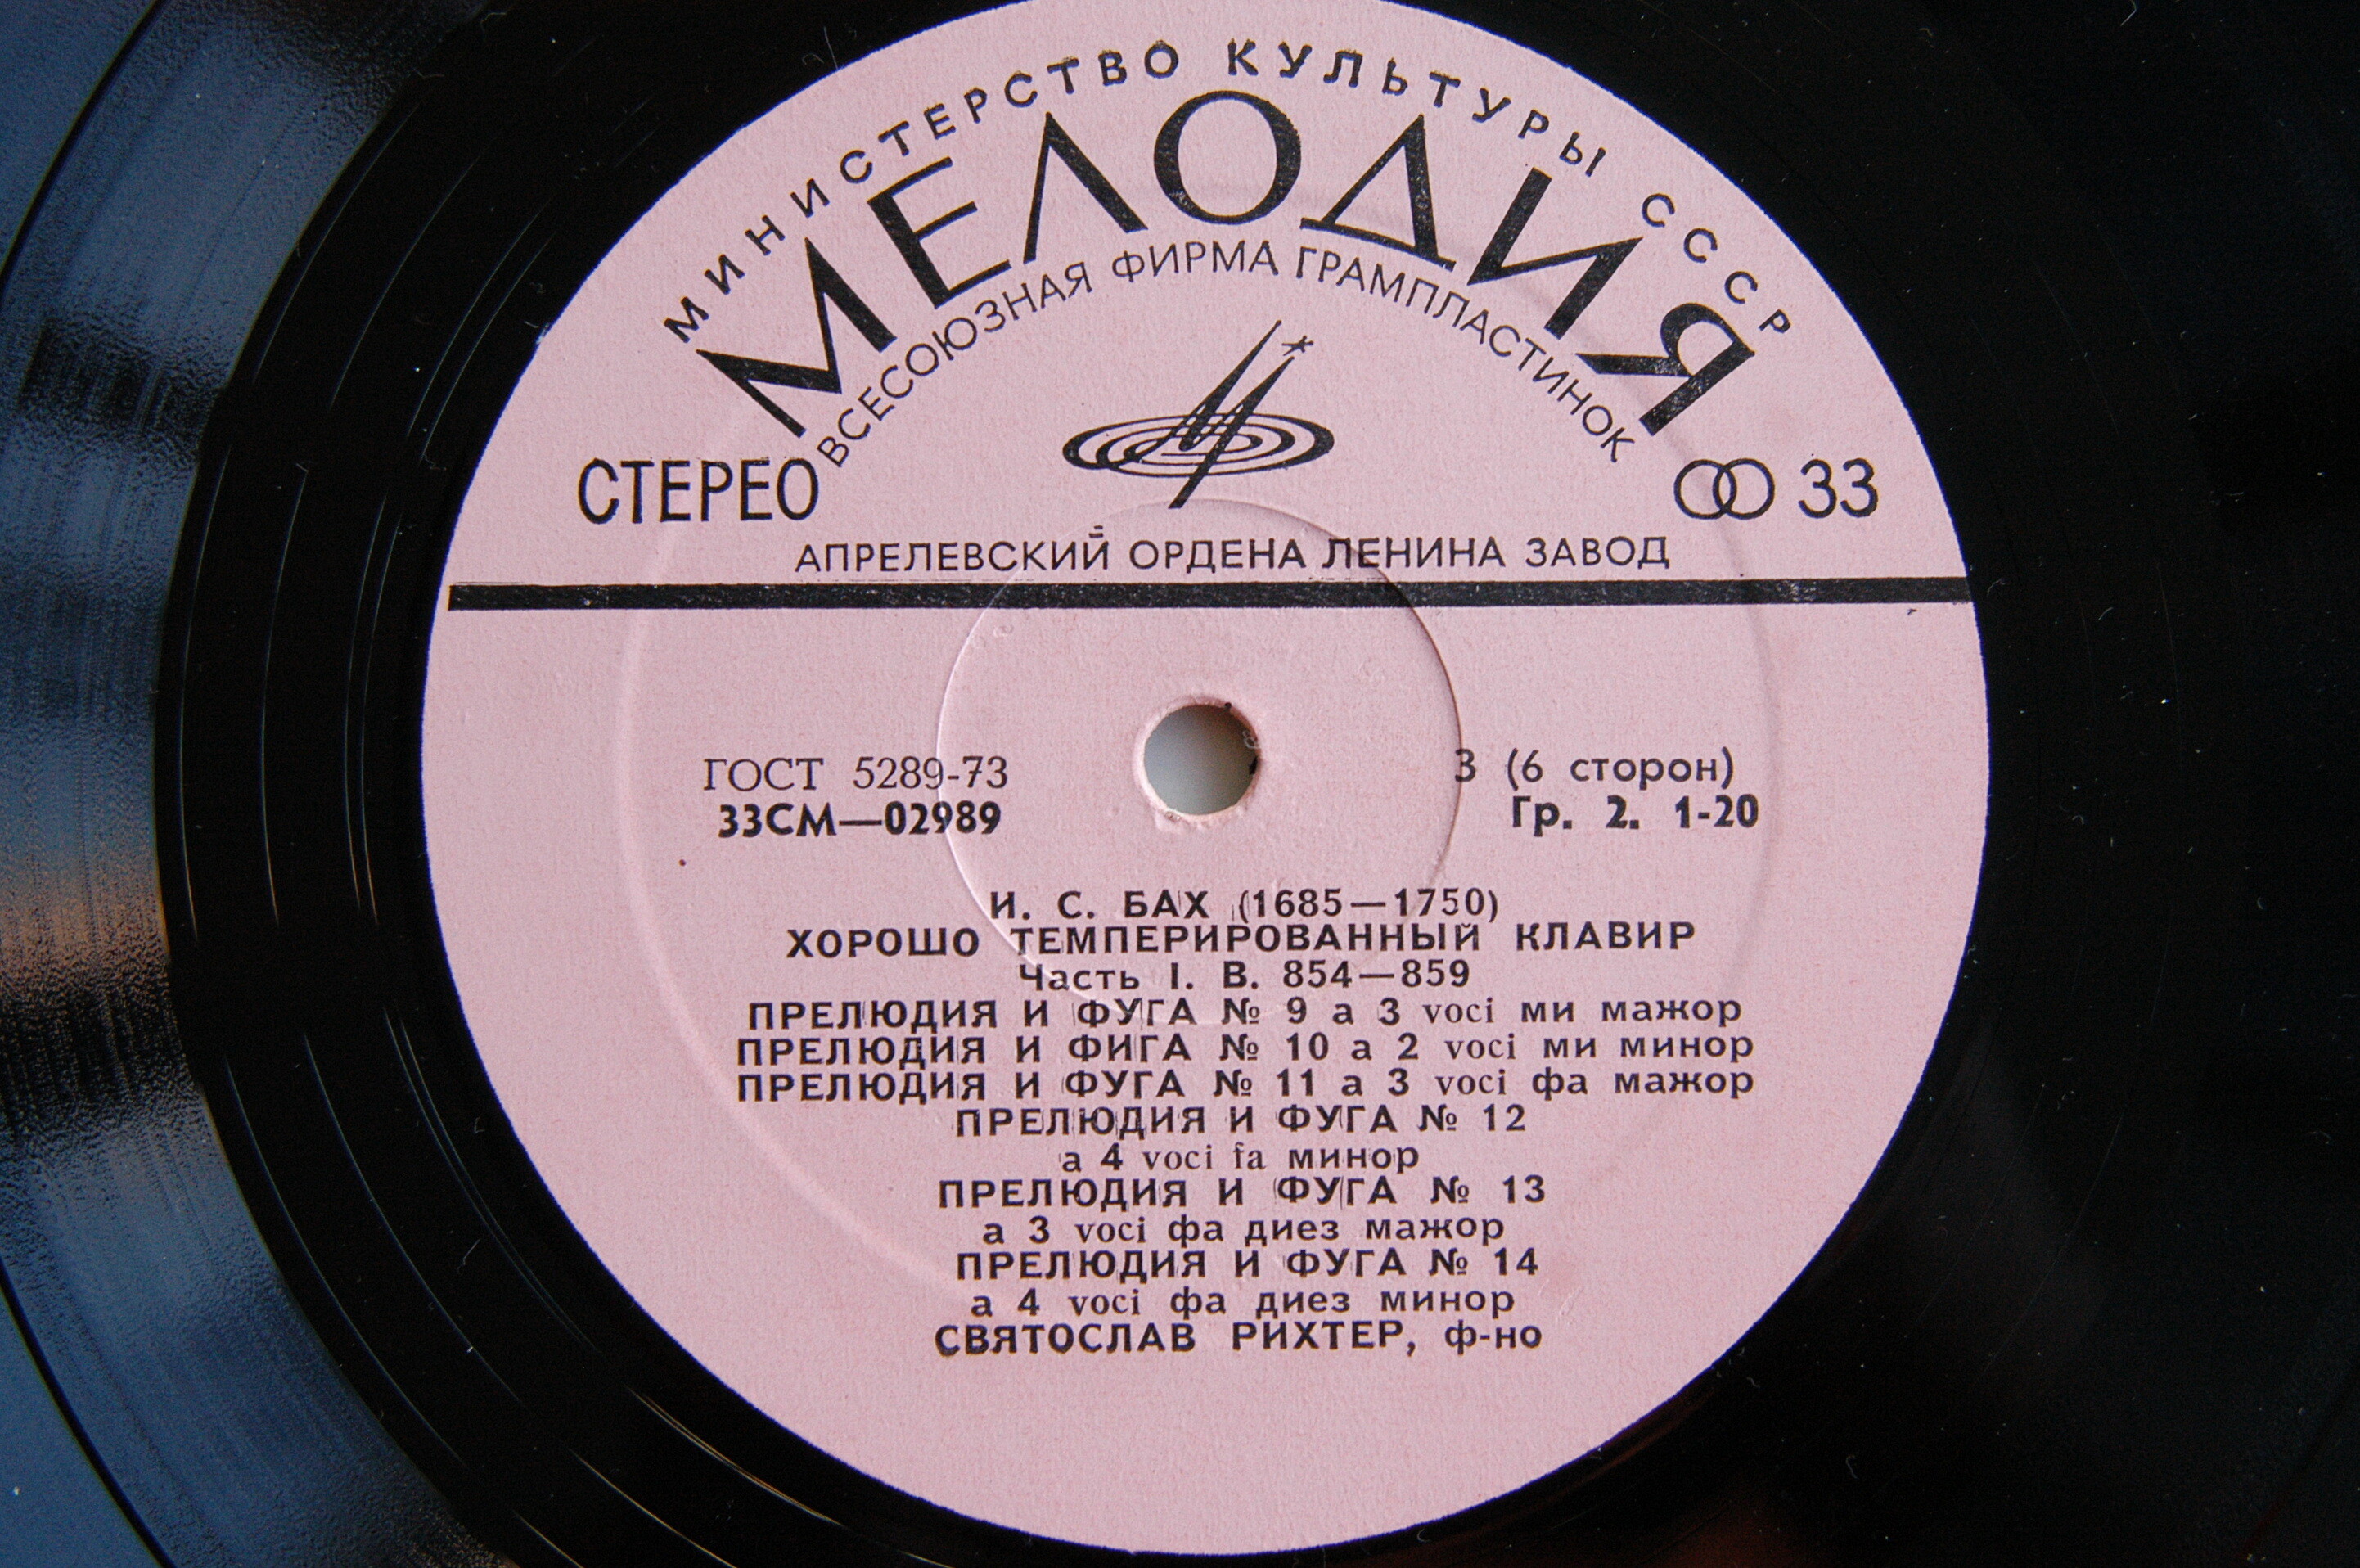 МИНИСТЕРСТВО КУЛЬТУРЫ СССР
МЕЛОДИЯ
ВСЕСОЮЗНАЯ ФИРМА ГРАМПЛАСТИНОК
СТЕРЕО
33
АПРЕЛЕВСКИЙ ОРДЕНА ЛЕНИНА ЗАВОД
ГОСТ 5289-73
3 (6 сторон)
33СМ—02989
Гр. 2. 1-20
И. С. БАХ (1685—1750)
ХОРОШО ТЕМПЕРИРОВАННЫЙ КЛАВИР
Часть I. В. 854—859
ПРЕЛЮДИЯ И ФУГА № 9 а 3 voci ми мажор
ПРЕЛЮДИЯ И ФИГА № 10 а 2 voci ми минор
ПРЕЛЮДИЯ И ФУГА № 11 а 3 voci фа мажор
ПРЕЛЮДИЯ И ФУГА № 12
а 4 voci fa минор
ПРЕЛЮДИЯ И ФУГА № 13
а 3 voci фа диез мажор
ПРЕЛЮДИЯ И ФУГА № 14
а 4 voci фа диез минор
СВЯТОСЛАВ РИХТЕР, ф-но